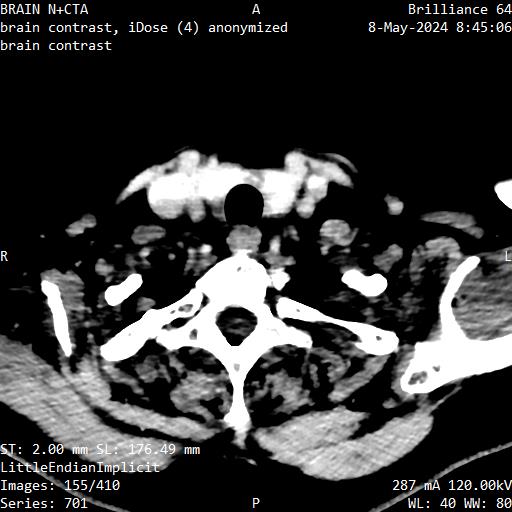 BRAIN N+CTA
A
Brilliance 64
brain contrast, iDose (4) anonymized
8-May-2024 8:45:06
brain contrast
R
L
ST: 2.00 mm SL: 176.49 mm
LittleEndianImplicit
Images: 155/410
287 mA 120.00kV
Series: 701
P
WL: 40 WW: 80